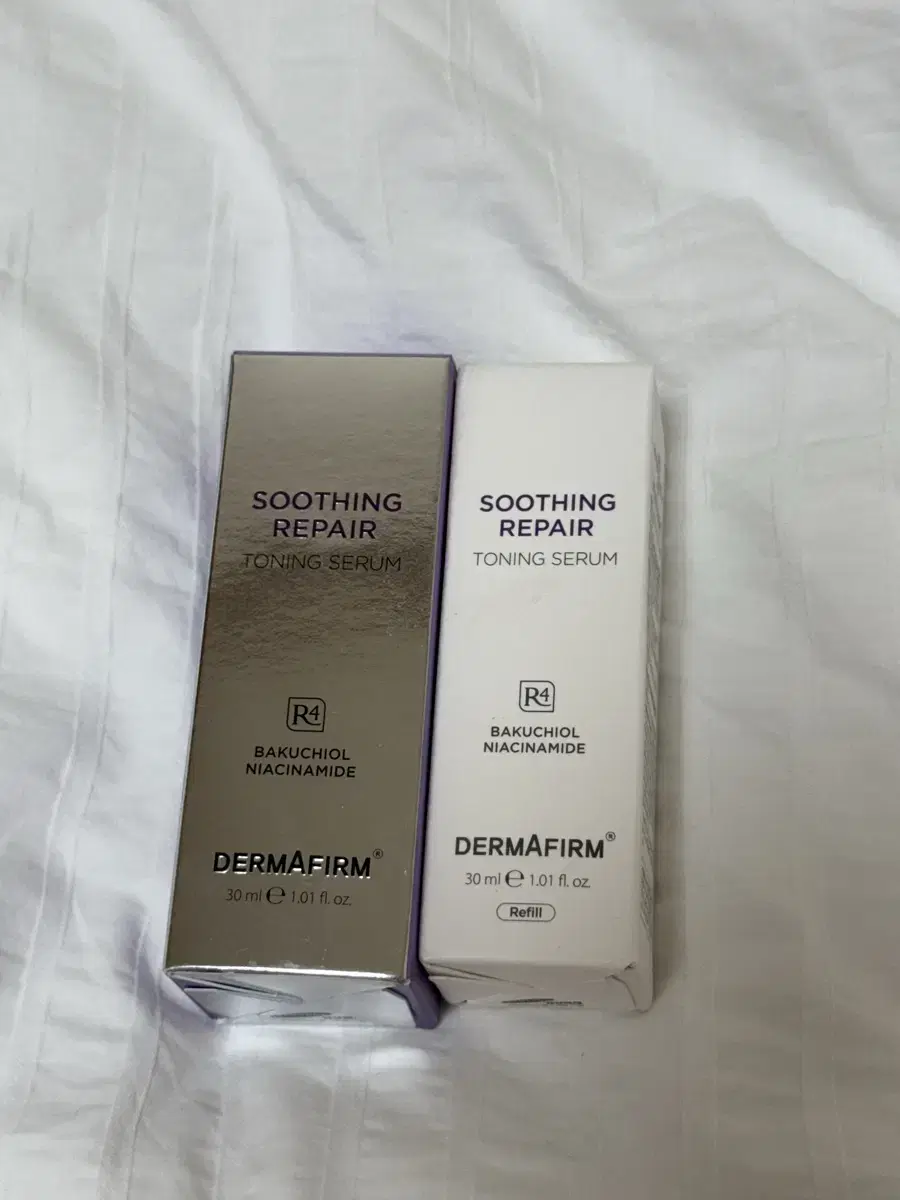 SOOTHING
REPAIR
TONING SERUM
R4
BAKUCHIOL
NIACINAMIDE
DERMAFIRM®
30 ml ℮ 1.01 fl. oz.
SOOTHING
REPAIR
TONING SERUM
R4
BAKUCHIOL
NIACINAMIDE
DERMAFIRM®
30 ml ℮ 1.01 fl. oz.
Refill